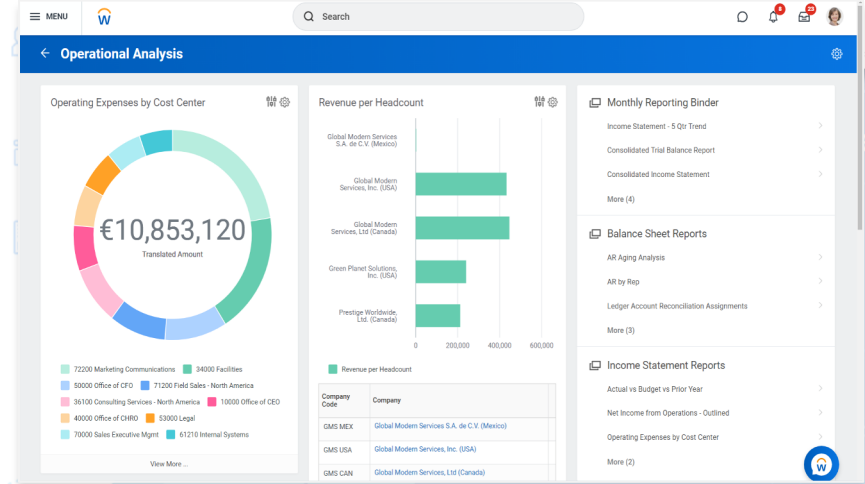 MENU
Search
8
23
Operational Analysis
Operating Expenses by Cost Center
€10,853,120
Translated Amount
72200 Marketing Communications
34000 Facilities
50000 Office of CFO
71200 Field Sales - North America
36100 Consulting Services - North America
10000 Office of CEO
40000 Office of CHRO
53000 Legal
70000 Sales Executive Mgmt
61210 Internal Systems
View More ...
Revenue per Headcount
Global Modern Services
S.A. de C.V. (Mexico)
Global Modern
Services, Inc. (USA)
Global Modern
Services, Ltd (Canada)
Green Planet Solutions,
Inc. (USA)
Prestige Worldwide,
Ltd. (Canada)
0
200,000
400,000
600,000
Revenue per Headcount
Company
Code
Company
GMS MEX
Global Modern Services S.A. de C.V. (Mexico)
GMS USA
Global Modern Services, Inc. (USA)
GMS CAN
Global Modern Services, Ltd (Canada)
Monthly Reporting Binder
Income Statement - 5 Qtr Trend
Consolidated Trial Balance Report
Consolidated Income Statement
More (4)
Balance Sheet Reports
AR Aging Analysis
AR by Rep
Ledger Account Reconciliation Assignments
More (3)
Income Statement Reports
Actual vs Budget vs Prior Year
Net Income from Operations - Outlined
Operating Expenses by Cost Center
More (2)